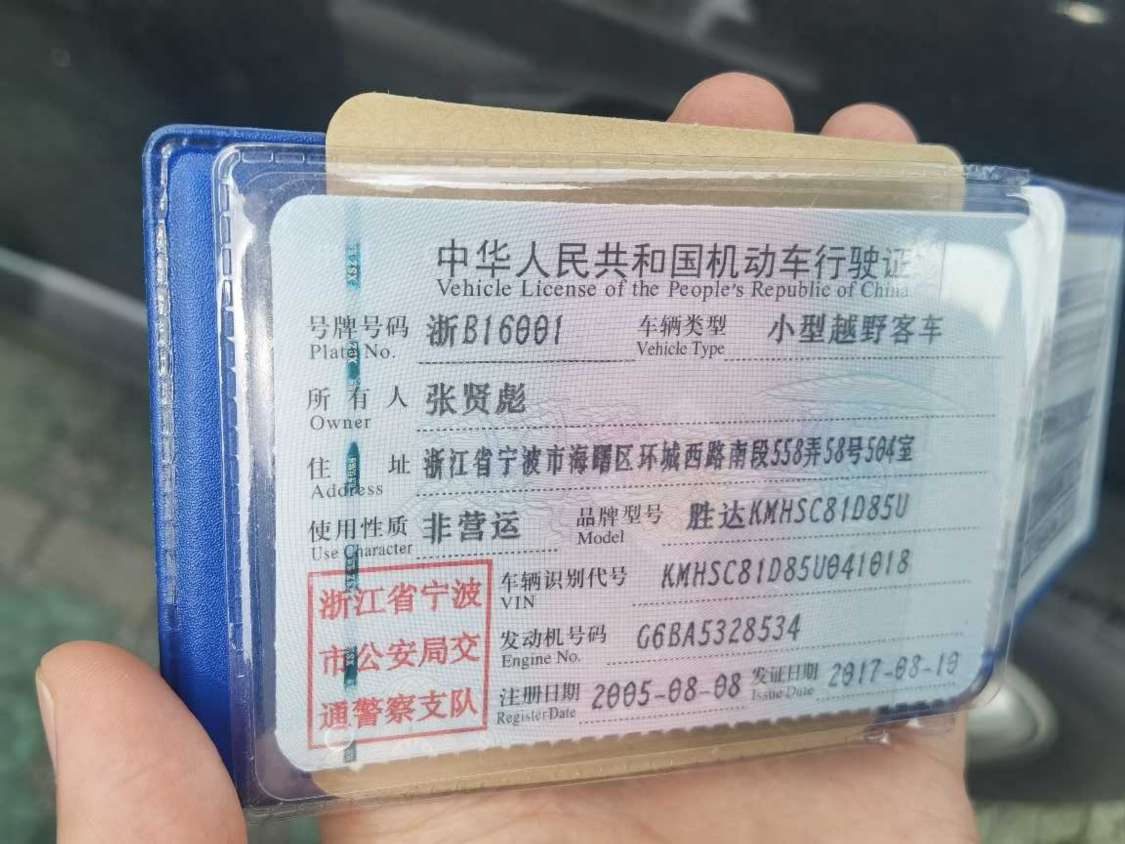 中华人民共和国机动车行驶证
Vehicle License of the People's Republic of China
号牌号码 浙B16001 车辆类型 小型越野客车
Plate No. Vehicle Type
所有人 张贤彪
Owner
住址 浙江省宁波市海曙区环城西路南段558弄58号504室
Address
使用性质 非营运 品牌型号 胜达KMHSC81D85U
Use Character Model
浙江省宁波
市公安局交
通警察支队
车辆识别代号 KMHSC81D85U041018
VIN
发动机号码 G6BA5328534
Engine No.
注册日期 2005-08-08 发证日期 2017-08-10
Register Date Issue Date